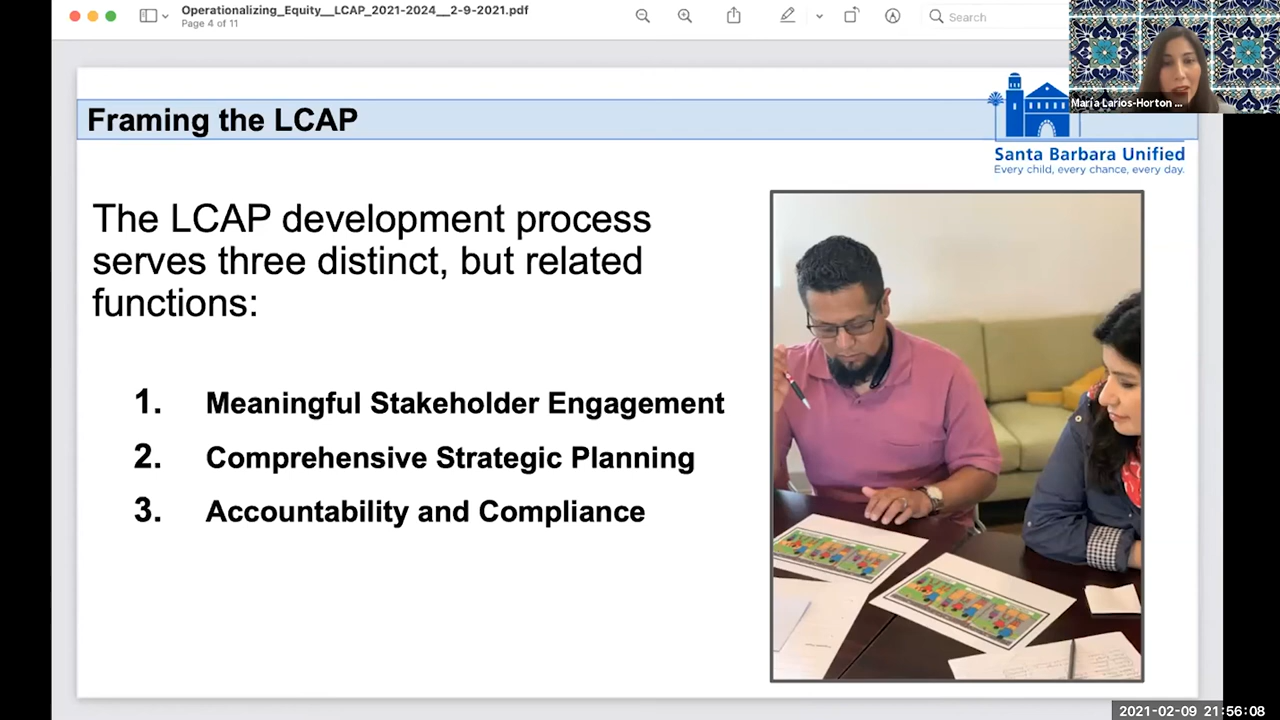 Operationalizing_Equity__LCAP_2021-2024__2-9-2021.pdf
Page 4 of 11
Search
María Larios-Horton ...
Framing the LCAP
Santa Barbara Unified
Every child, every chance, every day.
The LCAP development process
serves three distinct, but related
functions:
1. Meaningful Stakeholder Engagement
2. Comprehensive Strategic Planning
3. Accountability and Compliance
2021-02-09 21:56:08